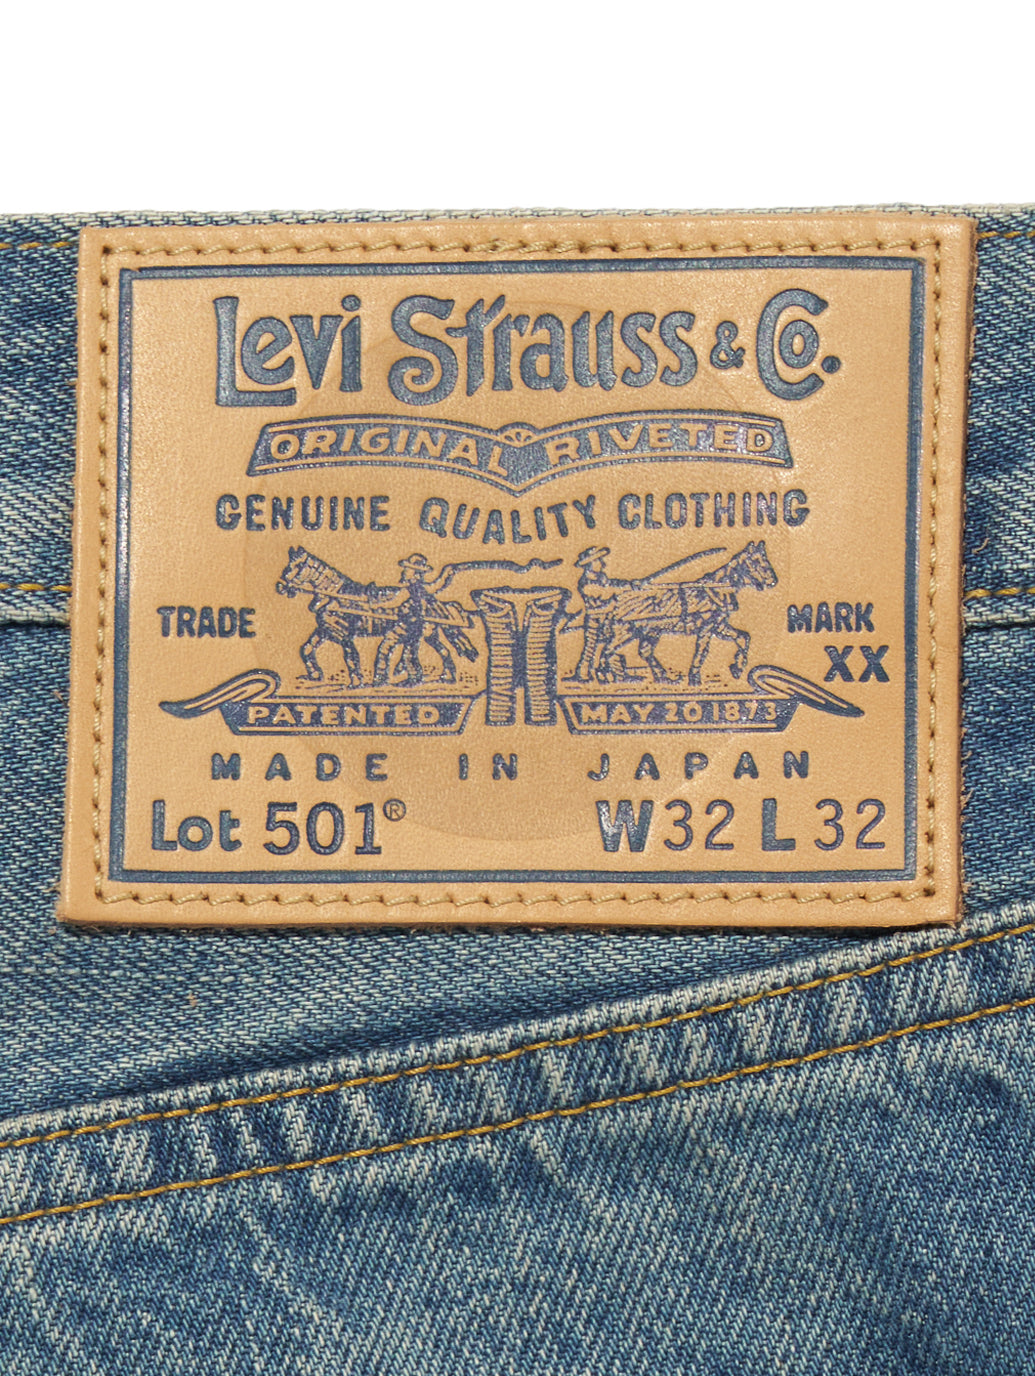 Levi Strauss & Co.
ORIGINAL RIVETED
GENUINE QUALITY CLOTHING
TRADE MARK
XX
PATENTED MAY 20 1873
MADE IN JAPAN
Lot 501® W32 L32